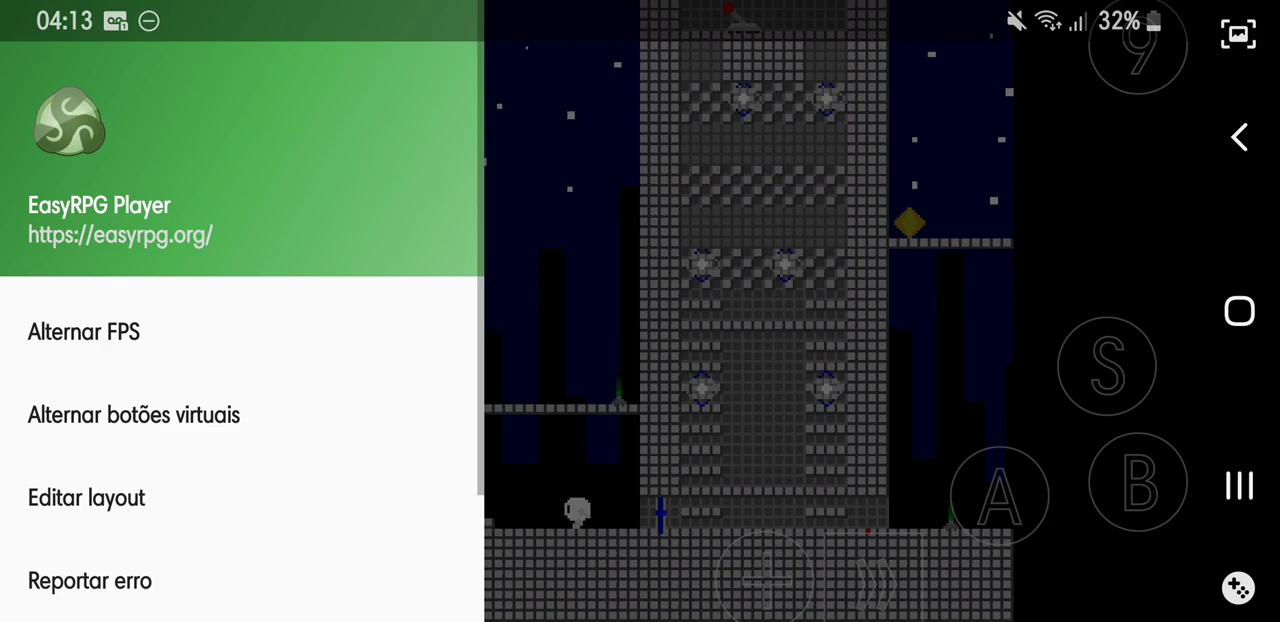 04:13
32%
EasyRPG Player
https://easyrpg.org/
Alternar FPS
Alternar botões virtuais
Editar layout
Reportar erro
9
S
A
B